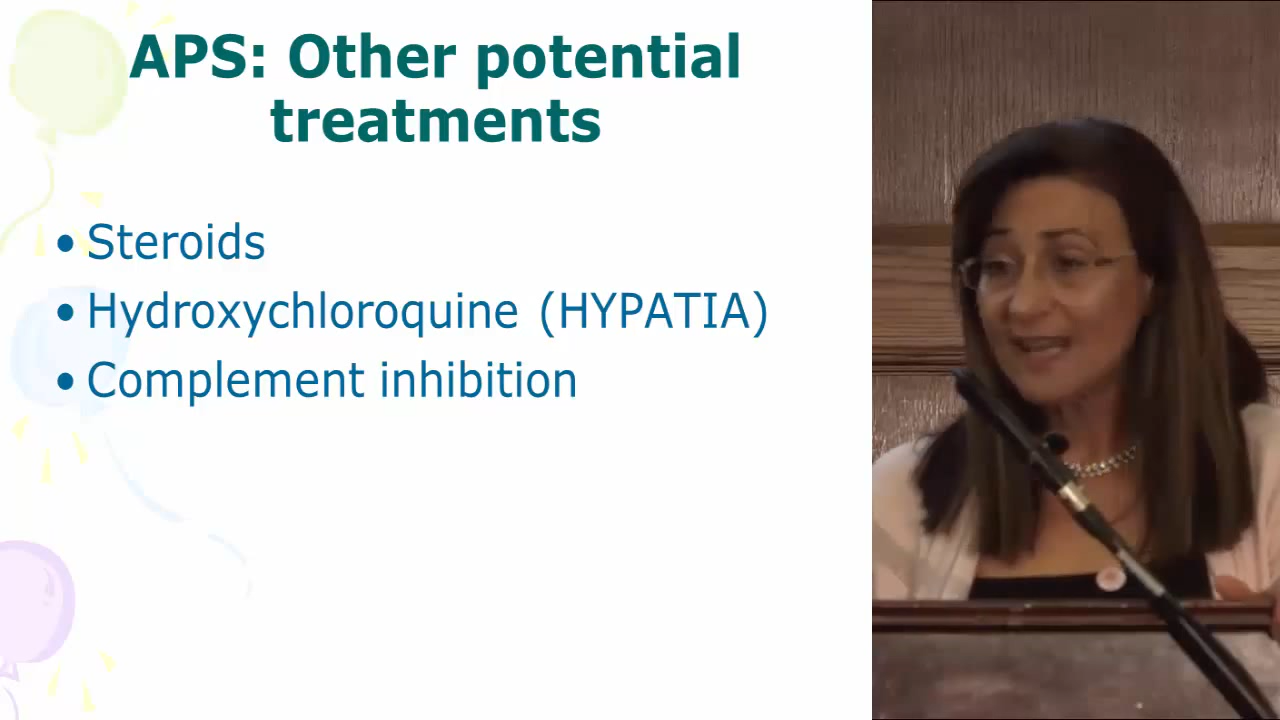 APS: Other potential
treatments
• Steroids
• Hydroxychloroquine (HYPATIA)
• Complement inhibition